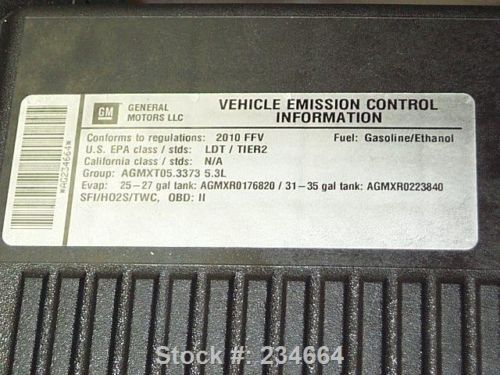 GM
GENERAL MOTORS LLC
VEHICLE EMISSION CONTROL INFORMATION
Conforms to regulations: 2010 FFV Fuel: Gasoline/Ethanol
U.S. EPA class / stds: LDT / TIER2
California class / stds: N/A
Group: AGMXT05.3373 5.3L
Evap: 25-27 gal tank: AGMXR0176820 / 31-35 gal tank: AGMXR0223840
SFI/HO2S/TWC, OBD: II
*AG234664*
Stock #: 234664